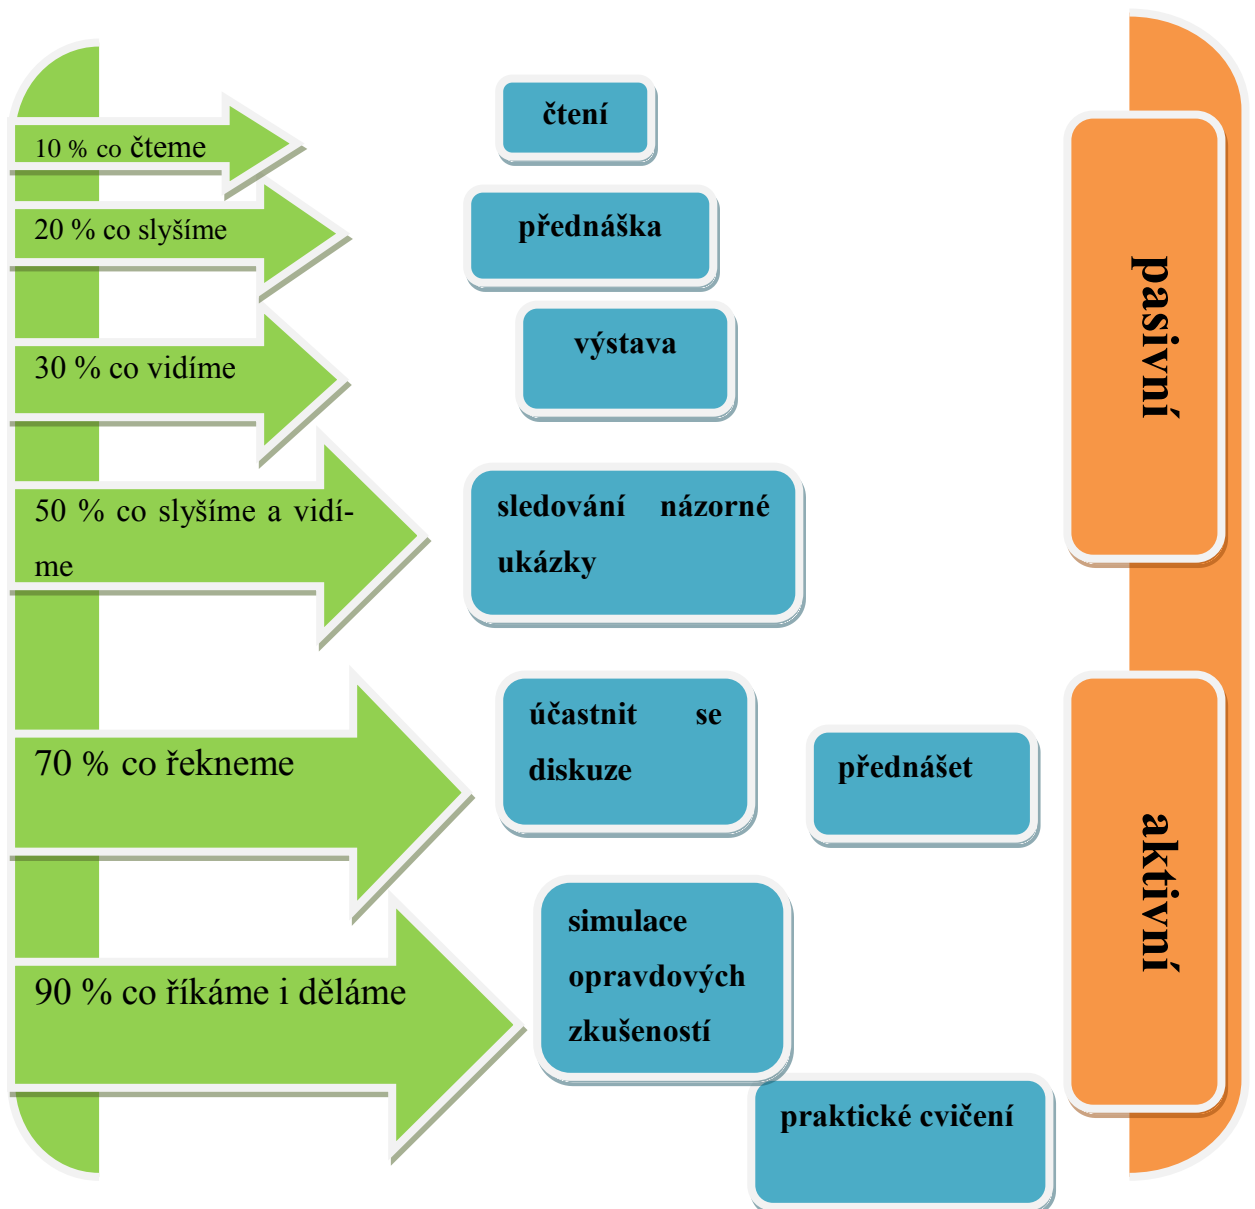 10 % co čteme
čtení
20 % co slyšíme
přednáška
30 % co vidíme
výstava
pasivní
50 % co slyšíme a vidí-
me
sledování názorné
ukázky
70 % co řekneme
účastnit se
diskuze
přednášet
90 % co říkáme i děláme
simulace
opravdových
zkušeností
praktické cvičení
aktivní